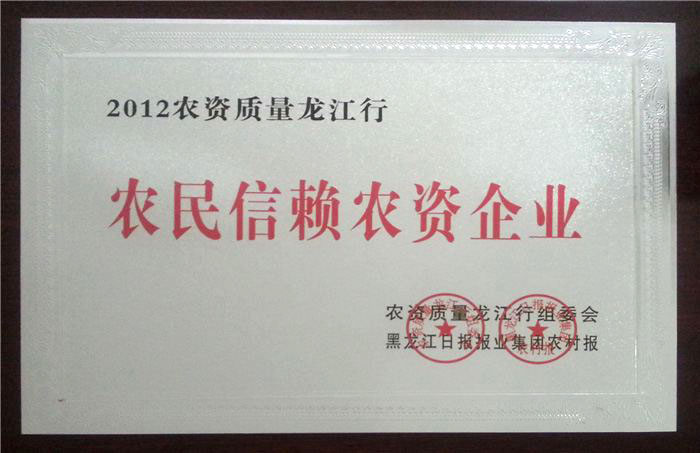 2012农资质量龙江行
农民信赖农资企业
农资质量龙江行组委会
黑龙江日报报业集团农村报